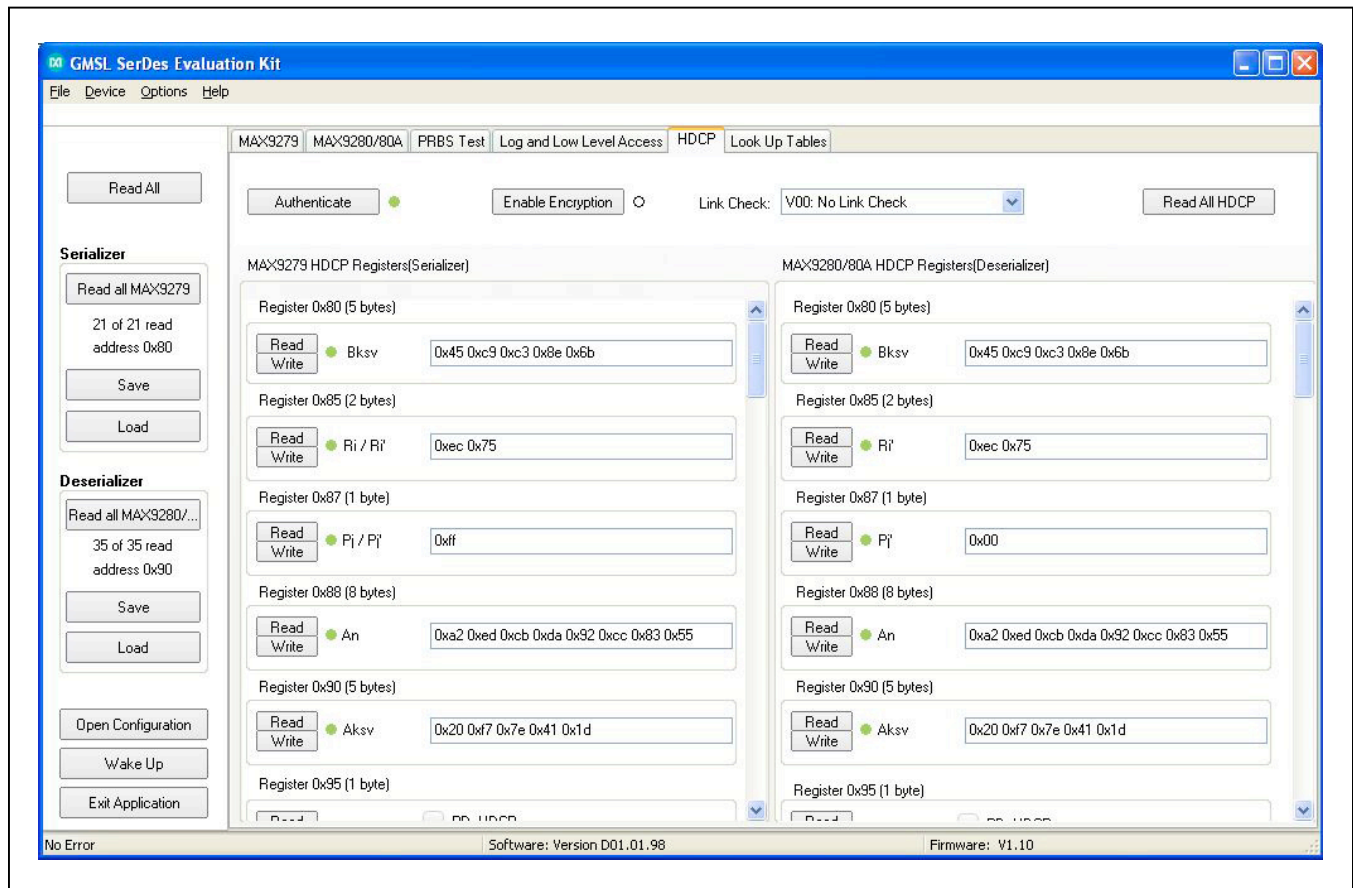 GMSL SerDes Evaluation Kit
File Device Options Help
MAX9279 MAX9280/80A PRBS Test Log and Low Level Access HDCP Look Up Tables
Read All
Authenticate Enable Encryption Link Check: V00: No Link Check Read All HDCP
Serializer
Read all MAX9279
21 of 21 read
address 0x80
Save
Load
Deserializer
Read all MAX9280/...
35 of 35 read
address 0x90
Save
Load
Open Configuration
Wake Up
Exit Application
MAX9279 HDCP Registers(Serializer)
Register 0x80 (5 bytes)
Read
Write
Bksv 0x45 0xc9 0xc3 0x8e 0x6b
Register 0x85 (2 bytes)
Read
Write
Ri / Ri' 0xec 0x75
Register 0x87 (1 byte)
Read
Write
Pj / Pj' 0xff
Register 0x88 (8 bytes)
Read
Write
An 0xa2 0xed 0xcb 0xda 0x92 0xcc 0x83 0x55
Register 0x90 (5 bytes)
Read
Write
Aksv 0x20 0xf7 0x7e 0x41 0x1d
Register 0x95 (1 byte)
MAX9280/80A HDCP Registers(Deserializer)
Register 0x80 (5 bytes)
Read
Write
Bksv 0x45 0xc9 0xc3 0x8e 0x6b
Register 0x85 (2 bytes)
Read
Write
Ri' 0xec 0x75
Register 0x87 (1 byte)
Read
Write
Pj' 0x00
Register 0x88 (8 bytes)
Read
Write
An 0xa2 0xed 0xcb 0xda 0x92 0xcc 0x83 0x55
Register 0x90 (5 bytes)
Read
Write
Aksv 0x20 0xf7 0x7e 0x41 0x1d
Register 0x95 (1 byte)
No Error Software: Version D01.01.98 Firmware: V1.10